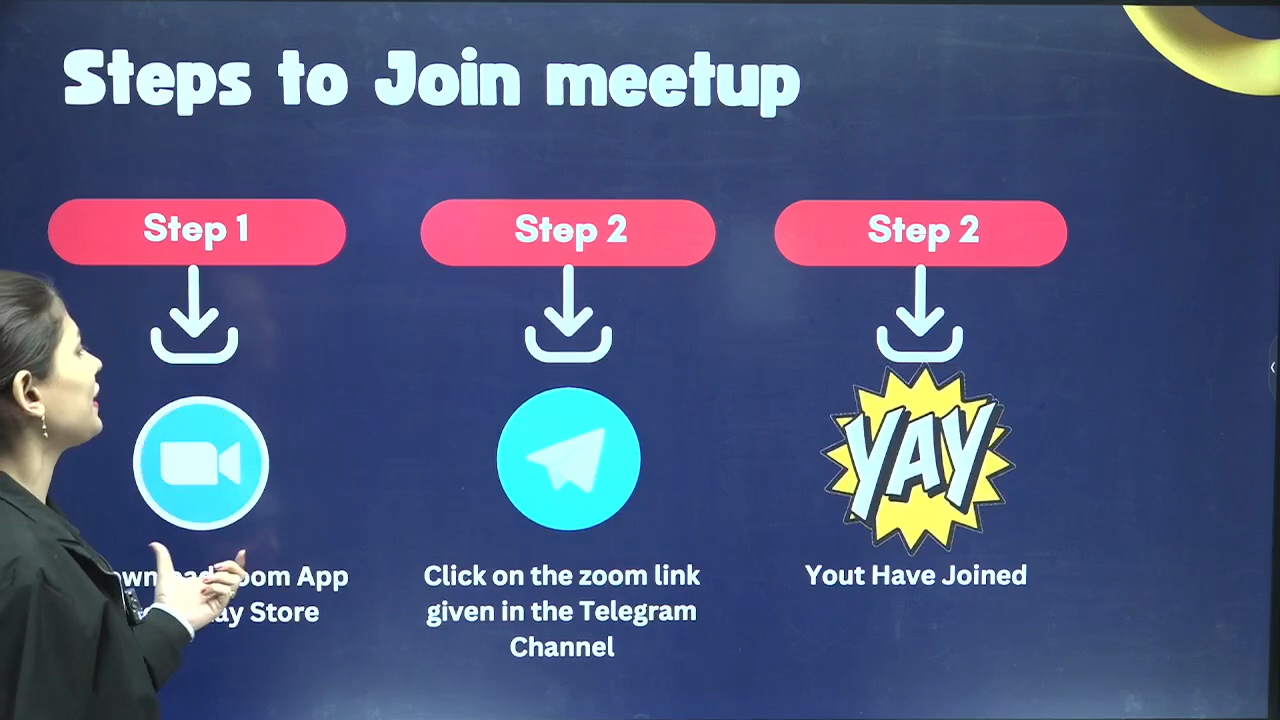 Steps to Join meetup
Step 1
Step 2
Step 2
YAY
App
Store
Click on the zoom link
given in the Telegram
Channel
Yout Have Joined